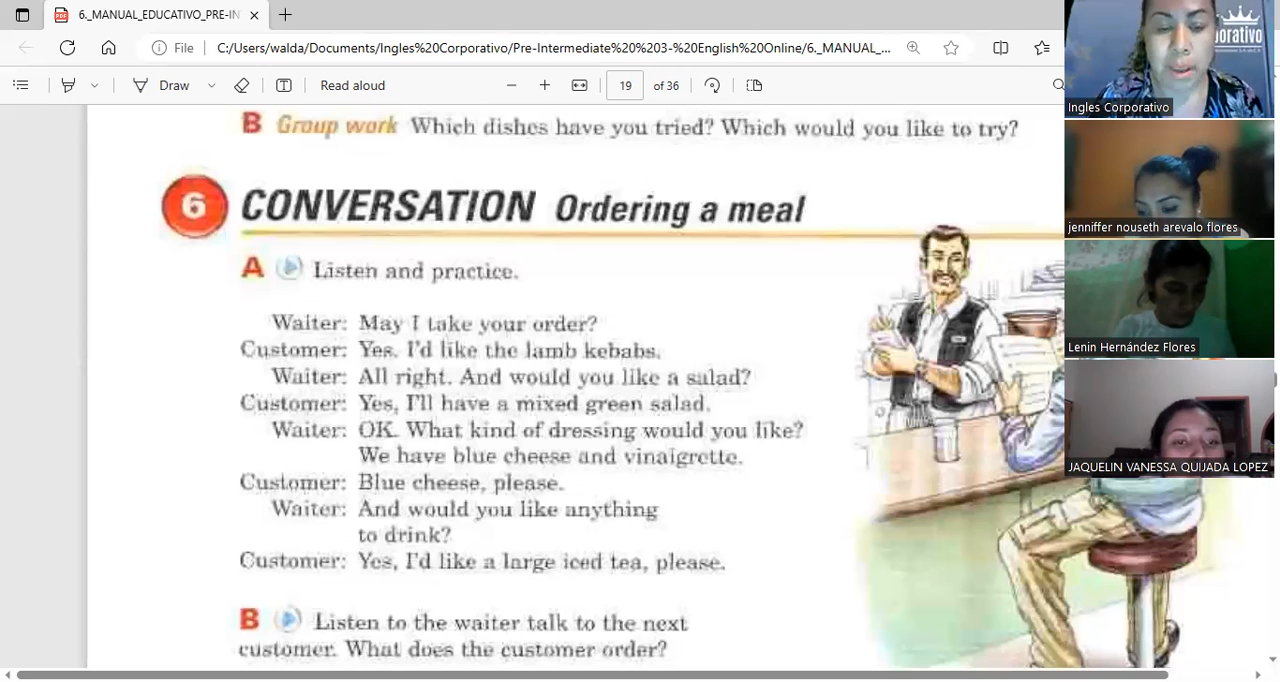 6._MANUAL_EDUCATIVO_PRE-IN
File
C:/Users/walda/Documents/Ingles%20Corporativo/Pre-Intermediate%20%203-%20English%20Online/6._MANUAL_...
Draw
Read aloud
19 of 36
B Group work Which dishes have you tried? Which would you like to try?
6 CONVERSATION Ordering a meal
A Listen and practice.
Waiter: May I take your order?
Customer: Yes. I'd like the lamb kebabs.
Waiter: All right. And would you like a salad?
Customer: Yes, I'll have a mixed green salad.
Waiter: OK. What kind of dressing would you like?
We have blue cheese and vinaigrette.
Customer: Blue cheese, please.
Waiter: And would you like anything
to drink?
Customer: Yes, I'd like a large iced tea, please.
B Listen to the waiter talk to the next
customer. What does the customer order?
Ingles Corporativo
jenniffer nouseth arevalo flores
Lenin Hernández Flores
JAQUELIN VANESSA QUIJADA LOPEZ